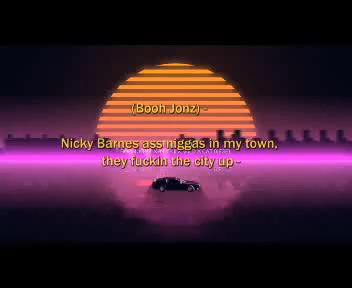 (Booh Jonz) -
Nicky Barnes ass niggas in my town,
they fuckin the city up -